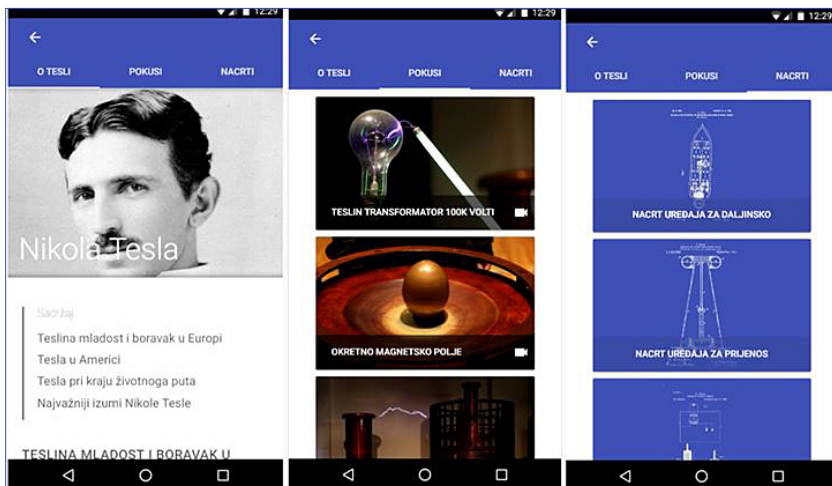 12:29
O TESLI POKUSI NACRTI
Nikola Tesla
Sadržaj
Teslina mladost i boravak u Europi
Tesla u Americi
Tesla pri kraju životnoga puta
Najvažniji izumi Nikole Tesle
TESLINA MLADOST I BORAVAK U
12:29
O TESLI POKUSI NACRTI
TESLIN TRANSFORMATOR 100K VOLTI
OKRETNO MAGNETSKO POLJE
12:29
O TESLI POKUSI NACRTI
NACRT UREĐAJA ZA DALJINSKO
NACRT UREĐAJA ZA PRIJENOS